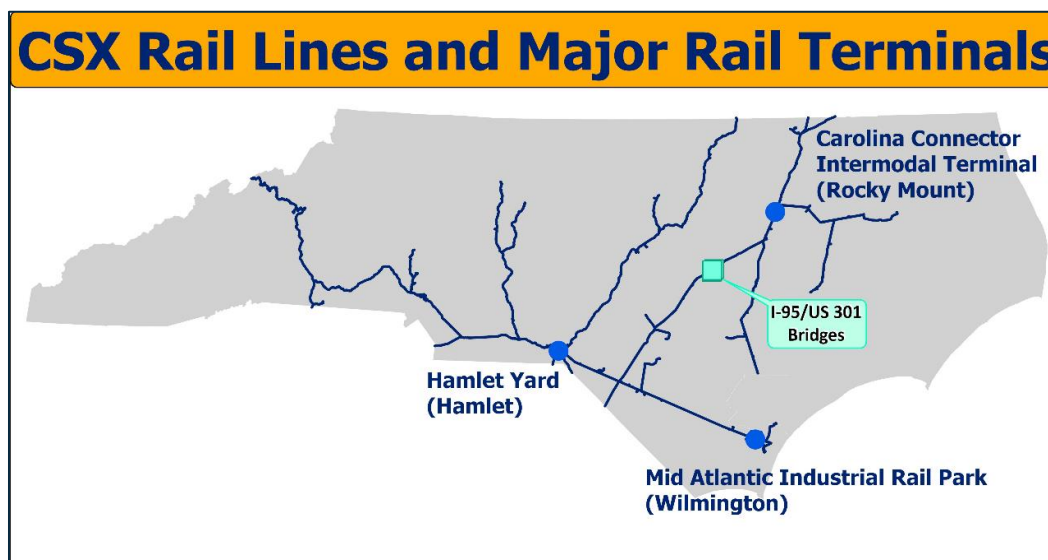 CSX Rail Lines and Major Rail Terminals
Carolina Connector
Intermodal Terminal
(Rocky Mount)
I-95/US 301
Bridges
Hamlet Yard
(Hamlet)
Mid Atlantic Industrial Rail Park
(Wilmington)